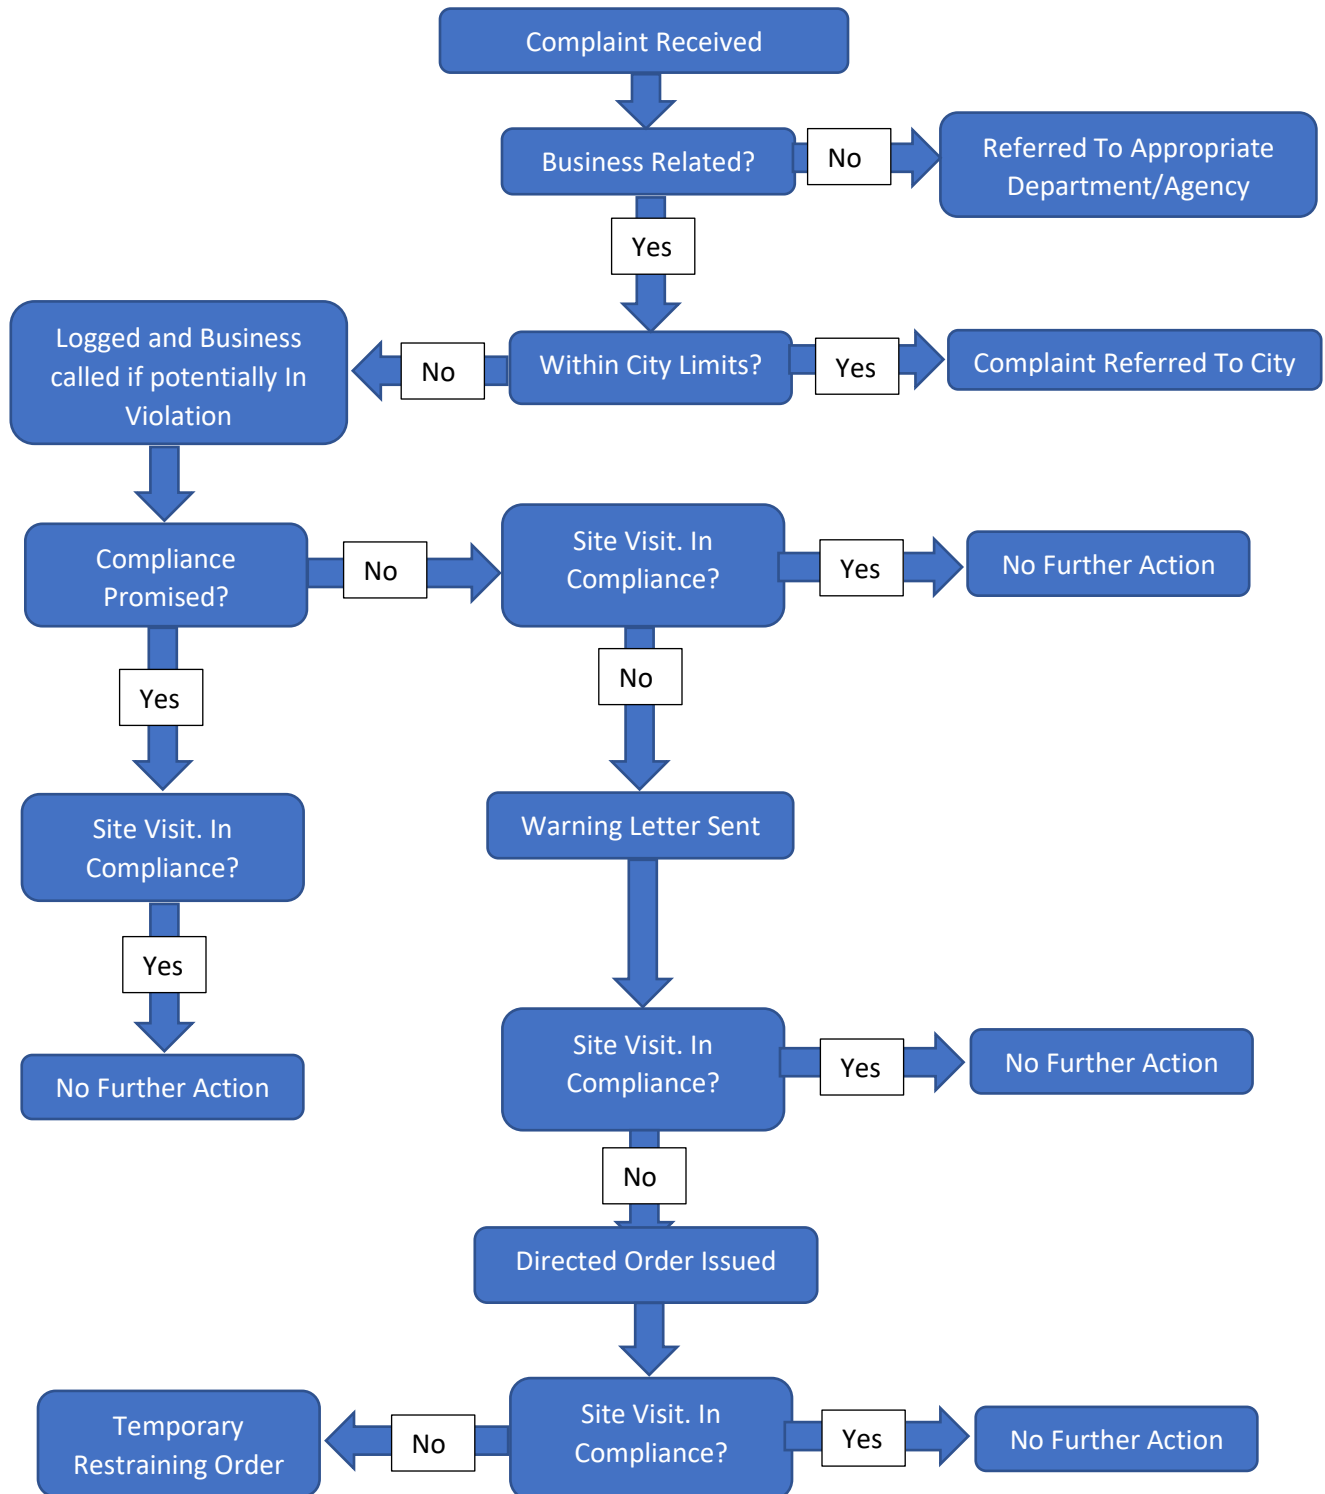 Complaint Received
Business Related?
No
Referred To Appropriate
Department/Agency
Yes
Logged and Business
called if potentially In
Violation
No
Within City Limits?
Yes
Complaint Referred To City
Compliance
Promised?
No
Site Visit. In
Compliance?
Yes
No Further Action
Yes
No
Site Visit. In
Compliance?
Warning Letter Sent
Yes
No Further Action
Site Visit. In
Compliance?
Yes
No Further Action
No
Directed Order Issued
Temporary
Restraining Order
No
Site Visit. In
Compliance?
Yes
No Further Action